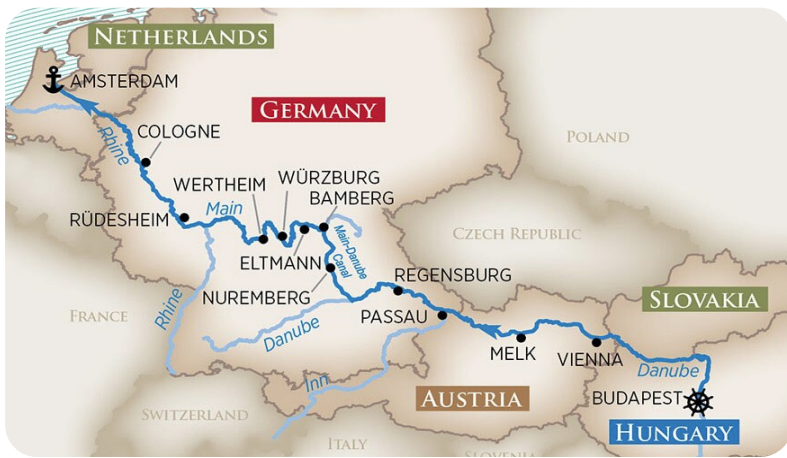 NETHERLANDS
AMSTERDAM
GERMANY
Rhine
COLOGNE
POLAND
WÜRZBURG
WERTHEIM
BAMBERG
RÜDESHEIM
Main
CZECH REPUBLIC
ELTMANN
Main-Danube
Canal
REGENSBURG
NUREMBERG
SLOVAKIA
FRANCE
Rhine
PASSAU
Danube
MELK
VIENNA
Danube
Inn
AUSTRIA
BUDAPEST
SWITZERLAND
HUNGARY
ITALY
SLOVENIA